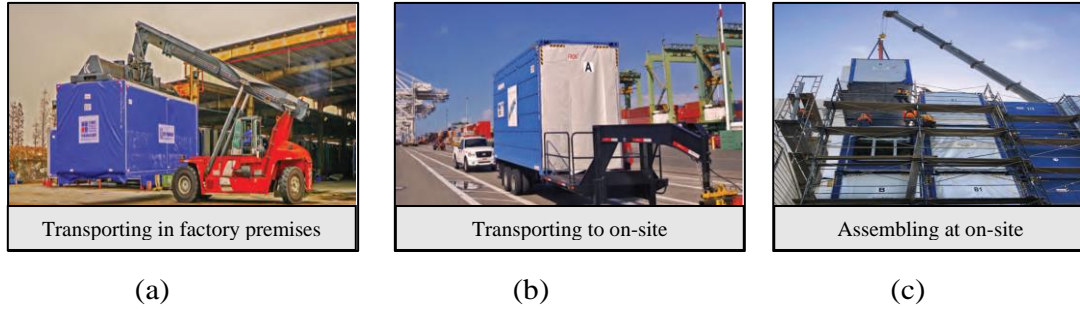 A
B
B1
Transporting in factory premises
Transporting to on-site
Assembling at on-site
(a)
(b)
(c)